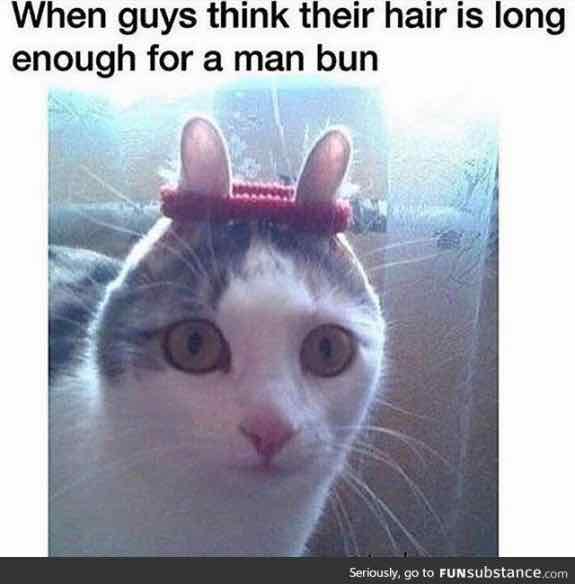 When guys think their hair is long
enough for a man bun
Seriously, go to FUNsubstance.com